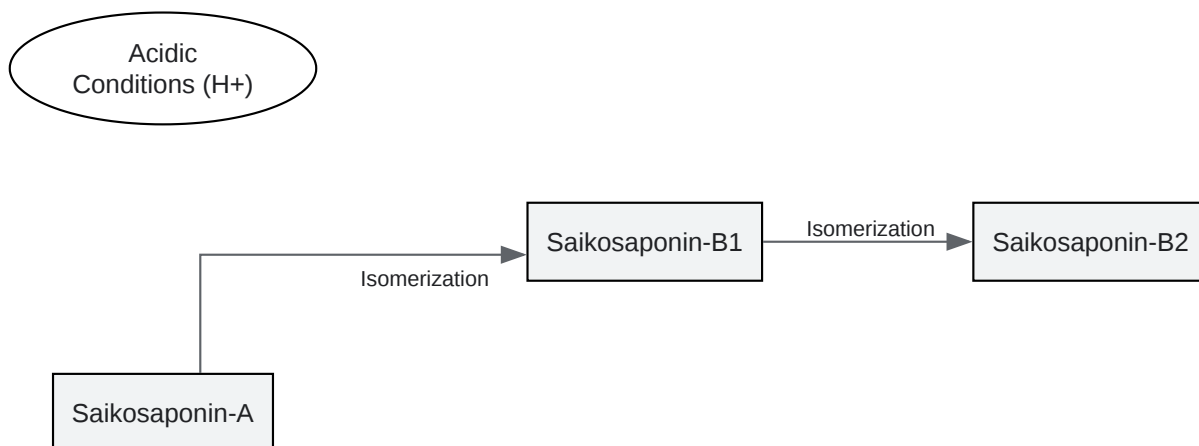 Acidic
Conditions (H+)
Saikosaponin-B1
Isomerization
Saikosaponin-B2
Isomerization
Saikosaponin-A